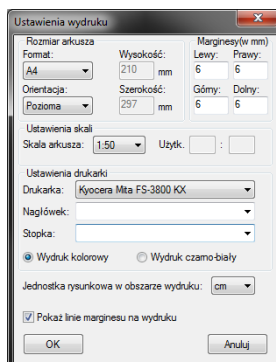 Ustawienia wydruku
Rozmiar arkusza
Format: Wysokość:
A4 210 mm
Orientacja: Szerokość:
Pozioma 297 mm
Marginesy(w mm)
Lewy: Prawy:
6 6
Górny: Dolny:
6 6
Ustawienia skali
Skala arkusza: 1:50 Użytk. :
Ustawienia drukarki
Drukarka: Kyocera Mita FS-3800 KX
Nagłówek:
Stopka:
Wydruk kolorowy Wydruk czarno-biały
Jednostka rysunkowa w obszarze wydruku: cm
Pokaż linie marginesu na wydruku
OK Anuluj